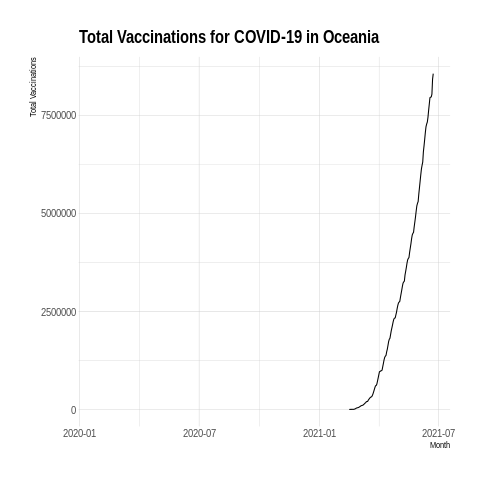 Total Vaccinations for COVID-19 in Oceania
Total Vaccinations
7500000
5000000
2500000
0
2020-01 2020-07 2021-01 2021-07
Month